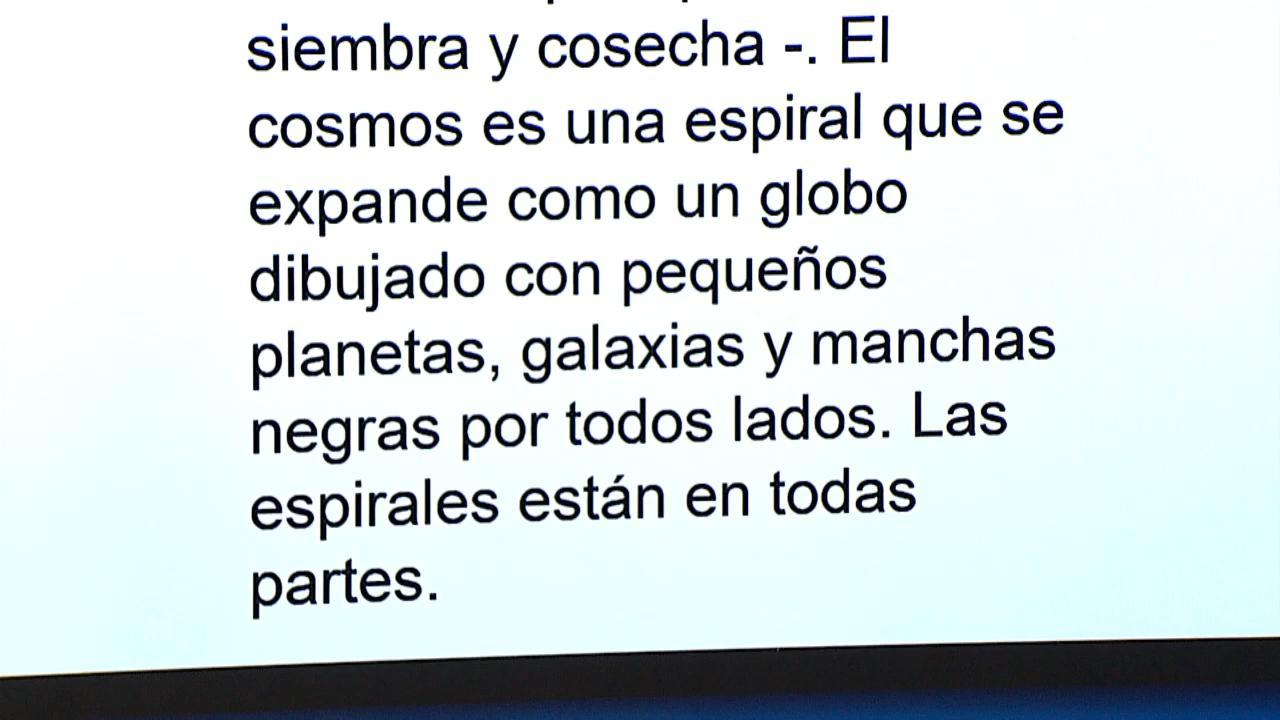 siembra y cosecha -. El
cosmos es una espiral que se
expande como un globo
dibujado con pequeños
planetas, galaxias y manchas
negras por todos lados. Las
espirales están en todas
partes.